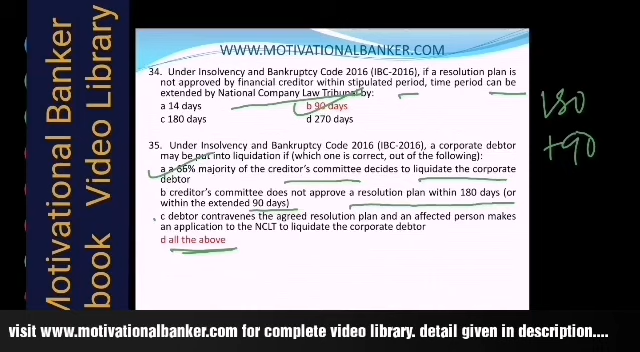 Motivational Banker
book Video Library
WWW.MOTIVATIONALBANKER.COM
34. Under Insolvency and Bankruptcy Code 2016 (IBC-2016), if a resolution plan is
not approved by financial creditor within stipulated period, time period can be
extended by National Company Law Tribunal by:
a 14 days b 90 days
c 180 days d 270 days
35. Under Insolvency and Bankruptcy Code 2016 (IBC-2016), a corporate debtor
may be put into liquidation if (which one is correct, out of the following):
a a 66% majority of the creditor's committee decides to liquidate the corporate
debtor
b creditor's committee does not approve a resolution plan within 180 days (or
within the extended 90 days)
c debtor contravenes the agreed resolution plan and an affected person makes
an application to the NCLT to liquidate the corporate debtor
d all the above
180
+90
visit www.motivationalbanker.com for complete video library. detail given in description....